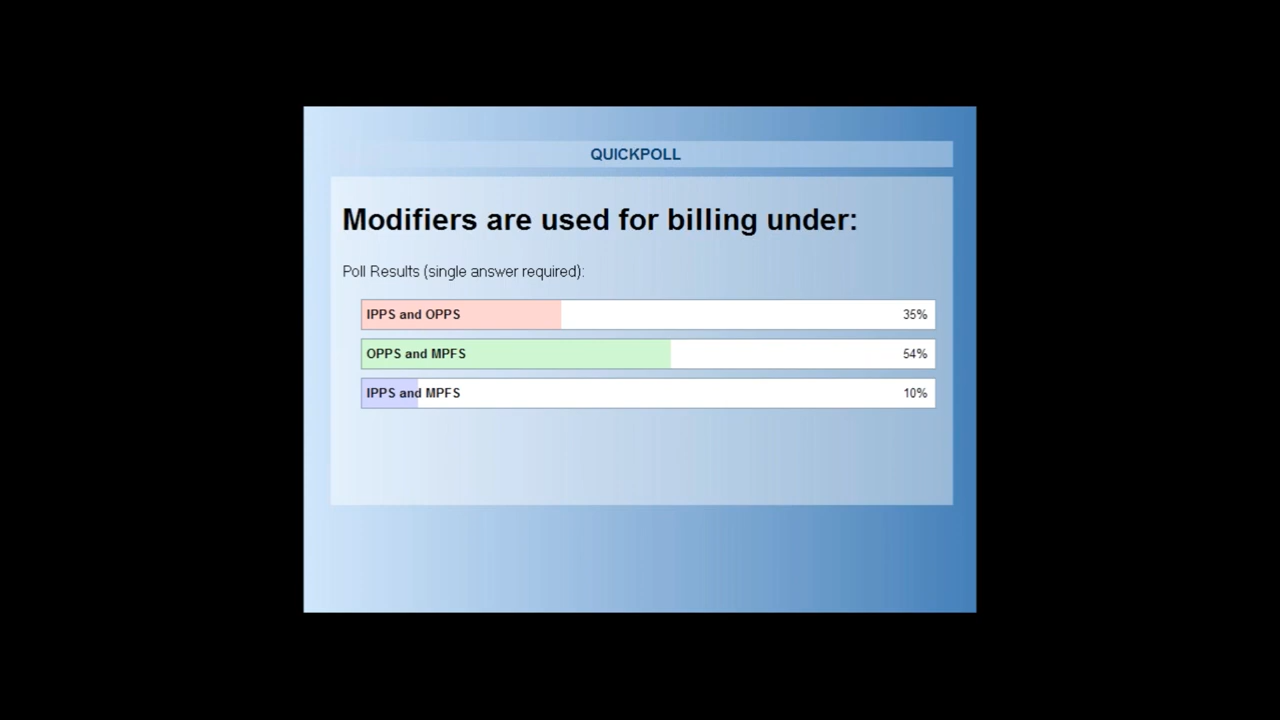 QUICKPOLL
Modifiers are used for billing under:
Poll Results (single answer required):
IPPS and OPPS 35%
OPPS and MPFS 54%
IPPS and MPFS 10%